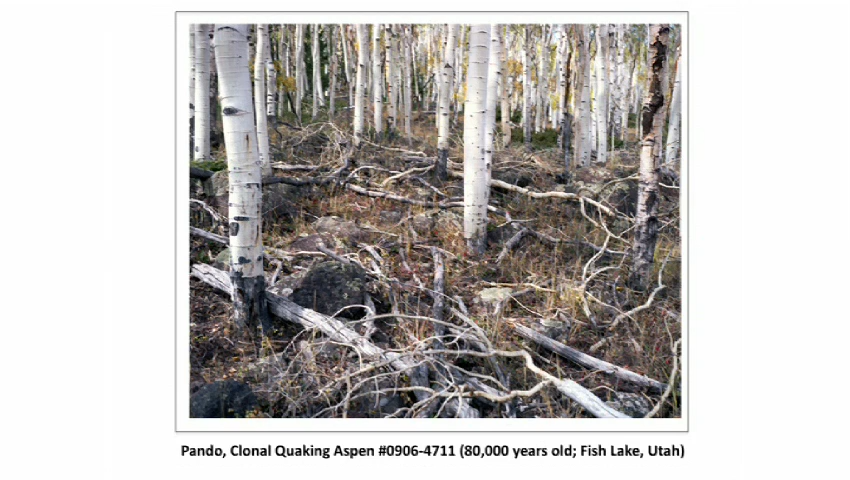 Pando, Clonal Quaking Aspen #0906-4711 (80,000 years old; Fish Lake, Utah)